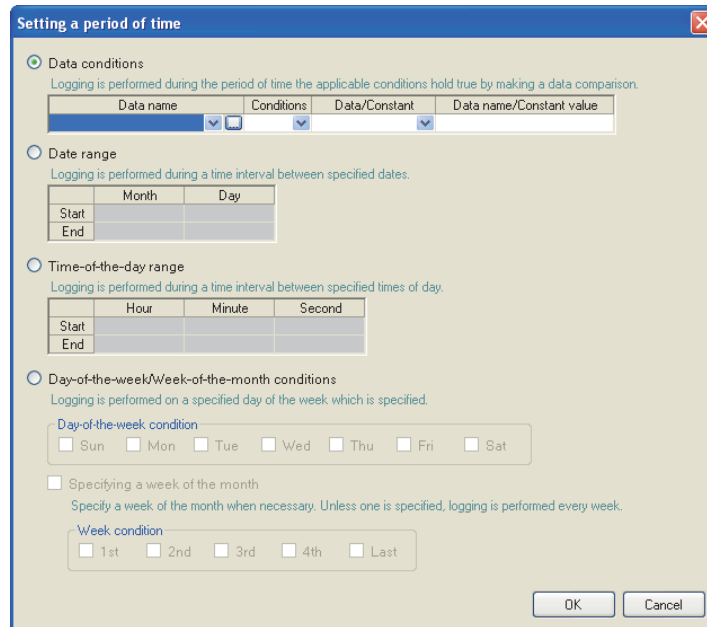 Setting a period of time
Data conditions
Logging is performed during the period of time the applicable conditions hold true by making a data comparison.
Data name Conditions Data/Constant Data name/Constant value
...
Date range
Logging is performed during a time interval between specified dates.
Month Day
Start
End
Time-of-the-day range
Logging is performed during a time interval between specified times of day.
Hour Minute Second
Start
End
Day-of-the-week/Week-of-the-month conditions
Logging is performed on a specified day of the week which is specified.
Day-of-the-week condition
Sun Mon Tue Wed Thu Fri Sat
Specifying a week of the month
Specify a week of the month when necessary. Unless one is specified, logging is performed every week.
Week condition
1st 2nd 3rd 4th Last
OK Cancel